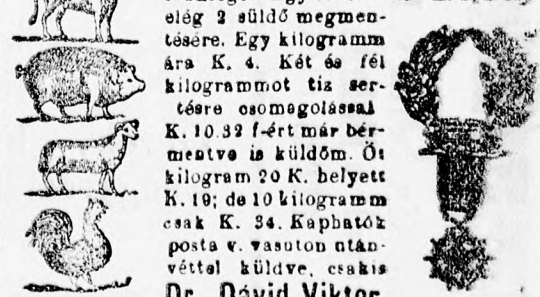 elég 2 süldő megmen-
tésére. Egy kilogramm
ára K. 4. Két és fél
kilogrammot tiz ser-
tésre csomagolással
K. 10.32 f-ért már bér-
mentve is küldöm. Öt
kilogram 20 K. helyett
K. 19; de 10 kilogramm
csak K. 34. Kaphatók
posta v. vasuton után-
véttel küldve, csakis
Dr. Dávid Viktor